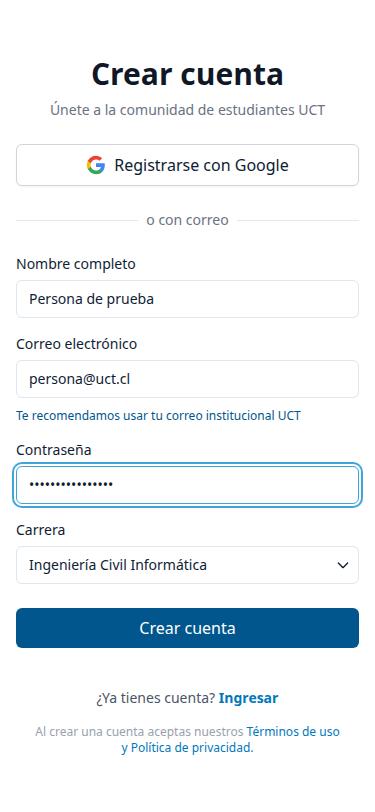 Crear cuenta
Únete a la comunidad de estudiantes UCT
Registrarse con Google
o con correo
Nombre completo
Persona de prueba
Correo electrónico
persona@uct.cl
Te recomendamos usar tu correo institucional UCT
Contraseña
••••••••••••••••
Carrera
Ingeniería Civil Informática
Crear cuenta
¿Ya tienes cuenta? Ingresar
Al crear una cuenta aceptas nuestros Términos de uso
y Política de privacidad.